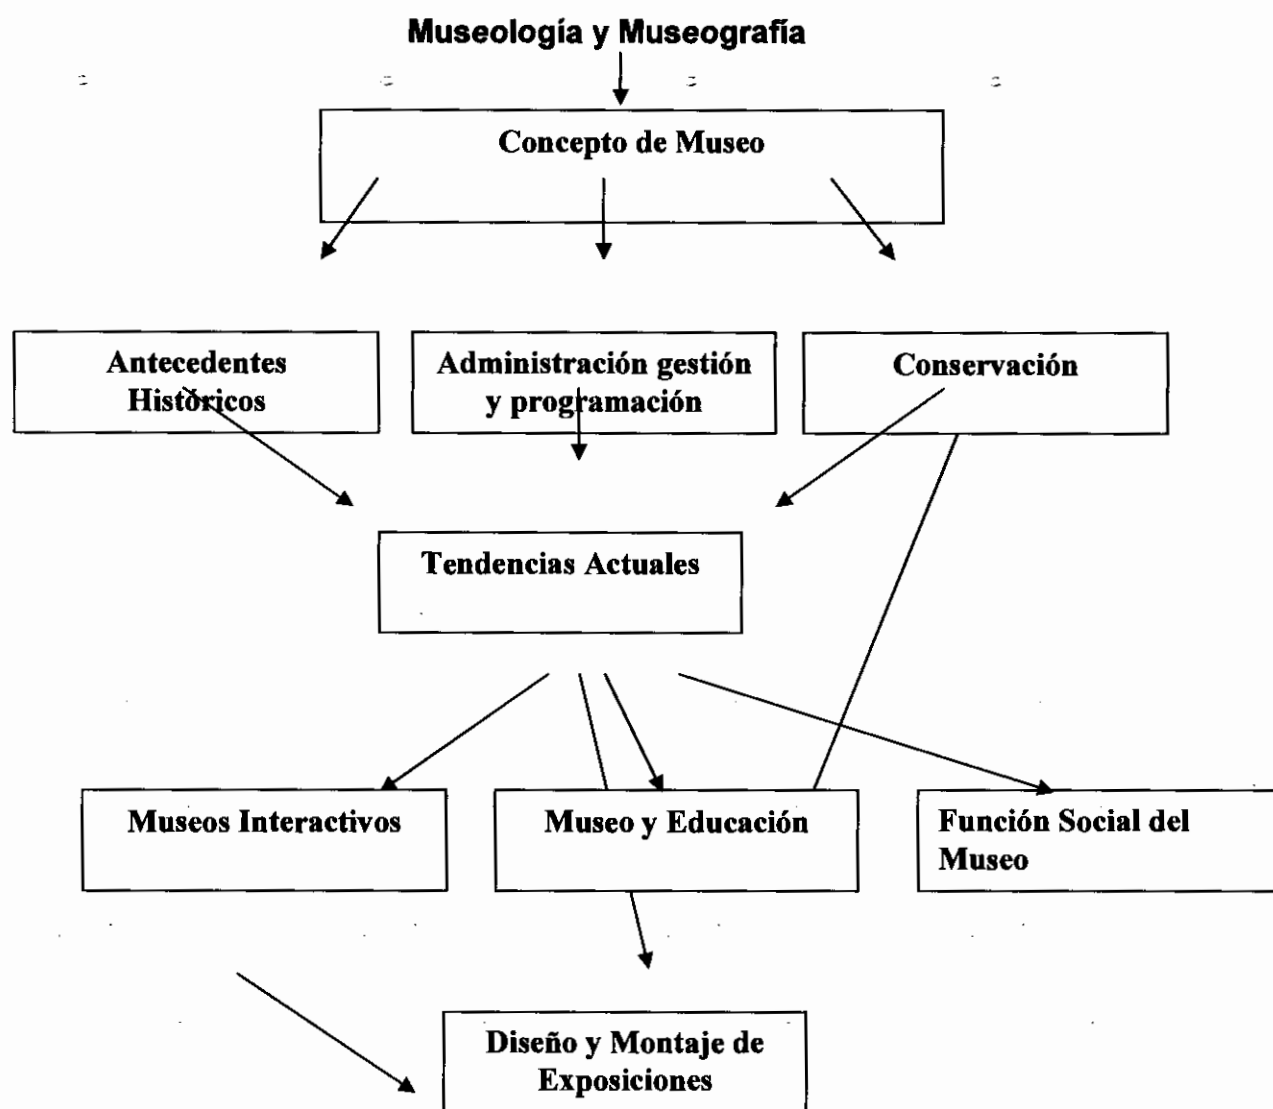 Museología y Museografía
Concepto de Museo
Antecedentes
Históricos
Administración gestión
y programación
Conservación
Tendencias Actuales
Museos Interactivos
Museo y Educación
Función Social del
Museo
Diseño y Montaje de
Exposiciones